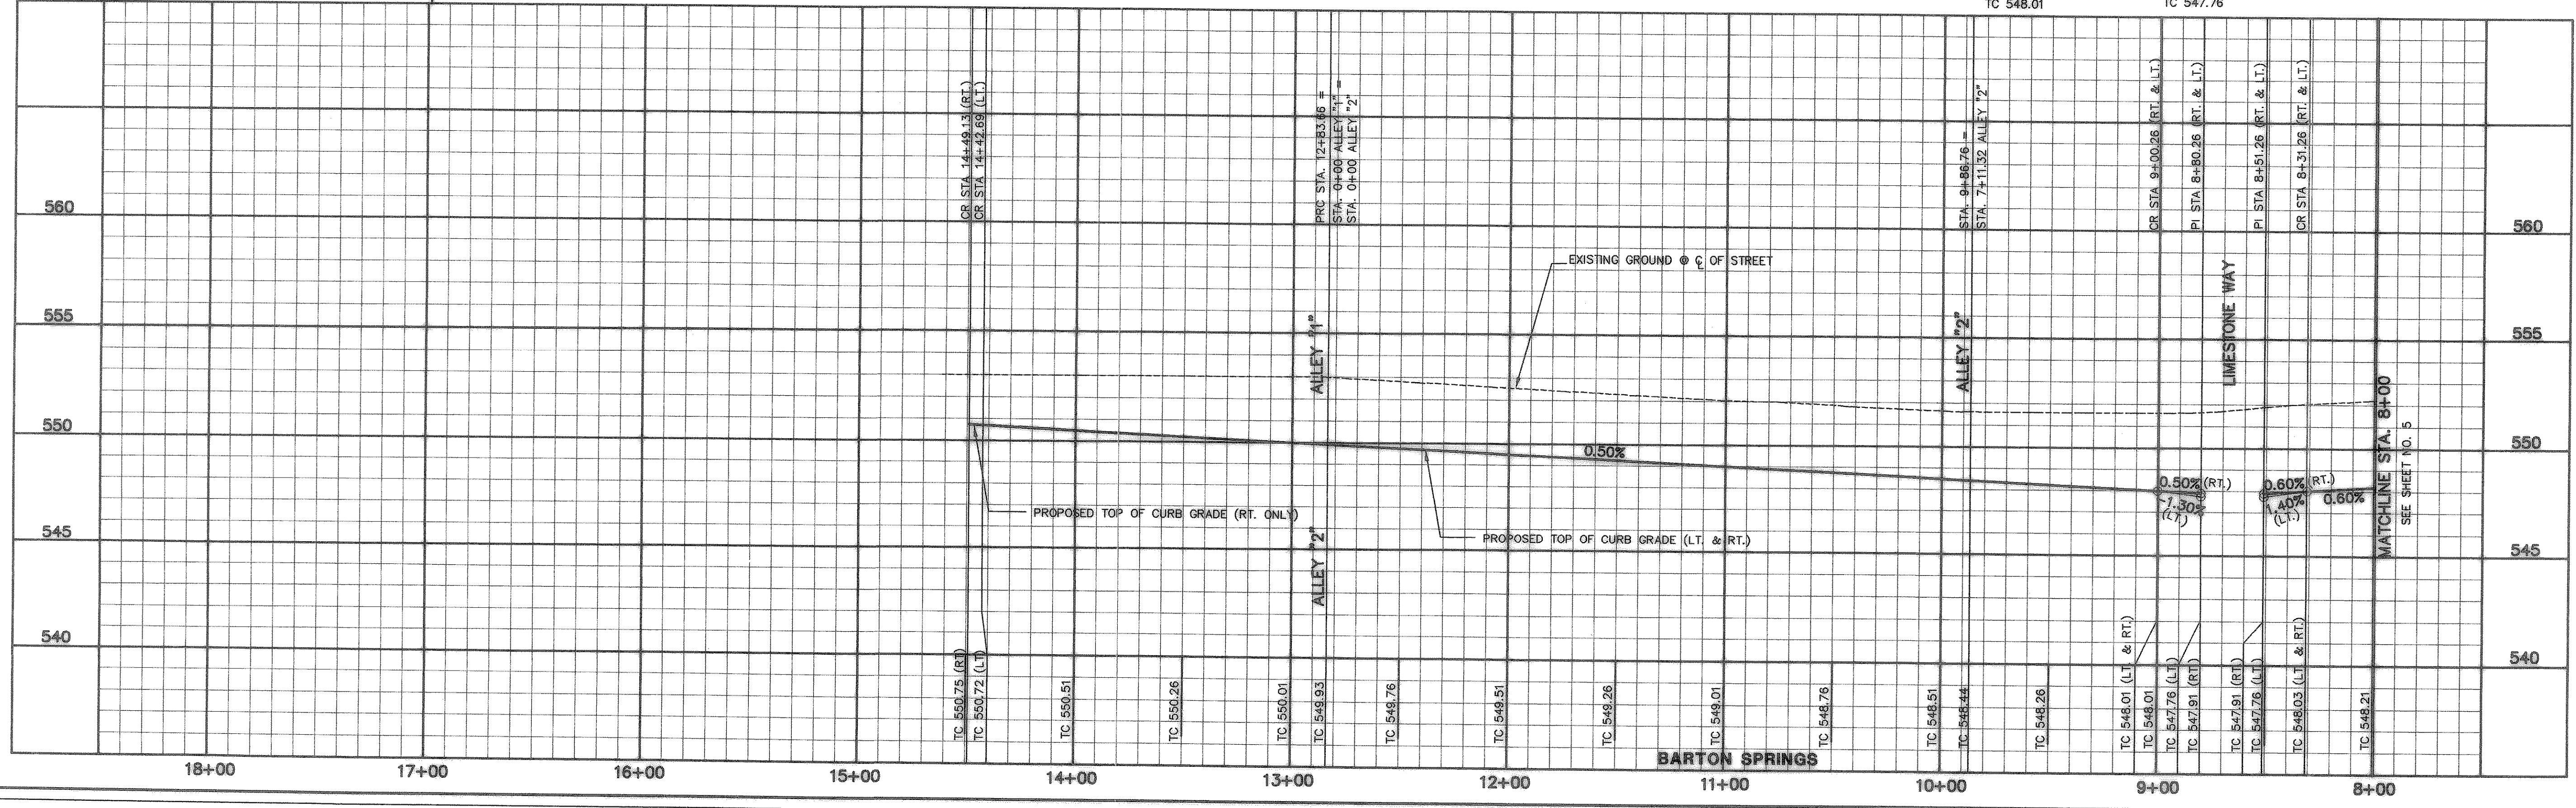 TC 548.01
TC 547.76
CR STA 14+49.13 (RT.)
CR STA 14+42.69 (LT.)
PRC STA. 12+83.66 =
STA. 0+00 ALLEY "1" =
STA. 0+00 ALLEY "2"
STA. 9+86.76 =
STA. 7+11.32 ALLEY "2"
CR STA 9+00.26 (RT. & LT.)
PI STA 8+80.26 (RT. & LT.)
PI STA 8+51.26 (RT. & LT.)
CR STA 8+31.26 (RT. & LT.)
560
560
EXISTING GROUND @ ℄ OF STREET
555
555
ALLEY "1"
ALLEY "2"
LIMESTONE WAY
550
550
0.50%
0.50% (RT.)
-1.30%
(LT.)
0.60% (RT.)
1.40%
(LT.)
0.60%
MATCHLINE STA. 8+00
SEE SHEET NO. 5
PROPOSED TOP OF CURB GRADE (RT. ONLY)
PROPOSED TOP OF CURB GRADE (LT. & RT.)
545
545
ALLEY "2"
540
540
TC 550.75 (RT)
TC 550.72 (LT)
TC 550.51
TC 550.26
TC 550.01
TC 549.93
TC 549.76
TC 549.51
TC 549.26
TC 549.01
TC 548.76
TC 548.51
TC 548.44
TC 548.26
TC 548.01 (LT. & RT.)
TC 548.01
TC 547.76 (LT)
TC 547.91 (RT)
TC 547.91 (RT)
TC 547.76 (LT)
TC 548.03 (LT. & RT.)
TC 548.21
BARTON SPRINGS
18+00
17+00
16+00
15+00
14+00
13+00
12+00
11+00
10+00
9+00
8+00